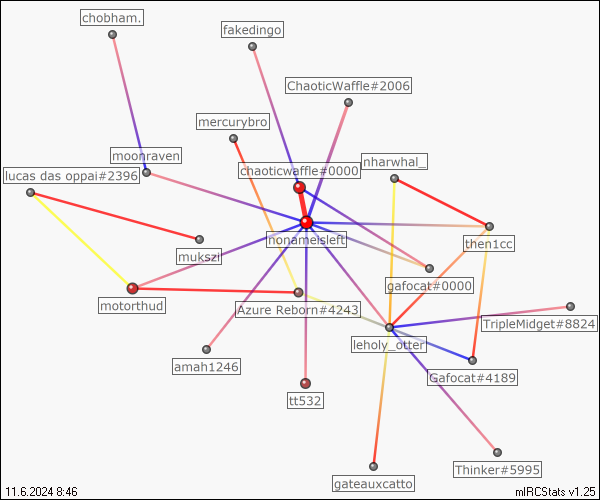 chobham.
fakedingo
ChaoticWaffle#2006
mercurybro
moonraven
chaoticwaffle#0000
nharwhal_
lucas das oppai#2396
nonameisleft
then1cc
mukszi
gafocat#0000
motorthud
Azure Reborn#4243
TripleMidget#8824
leholy_otter
amah1246
Gafocat#4189
tt532
Thinker#5995
gateauxcatto
11.6.2024 8:46
mIRCStats v1.25